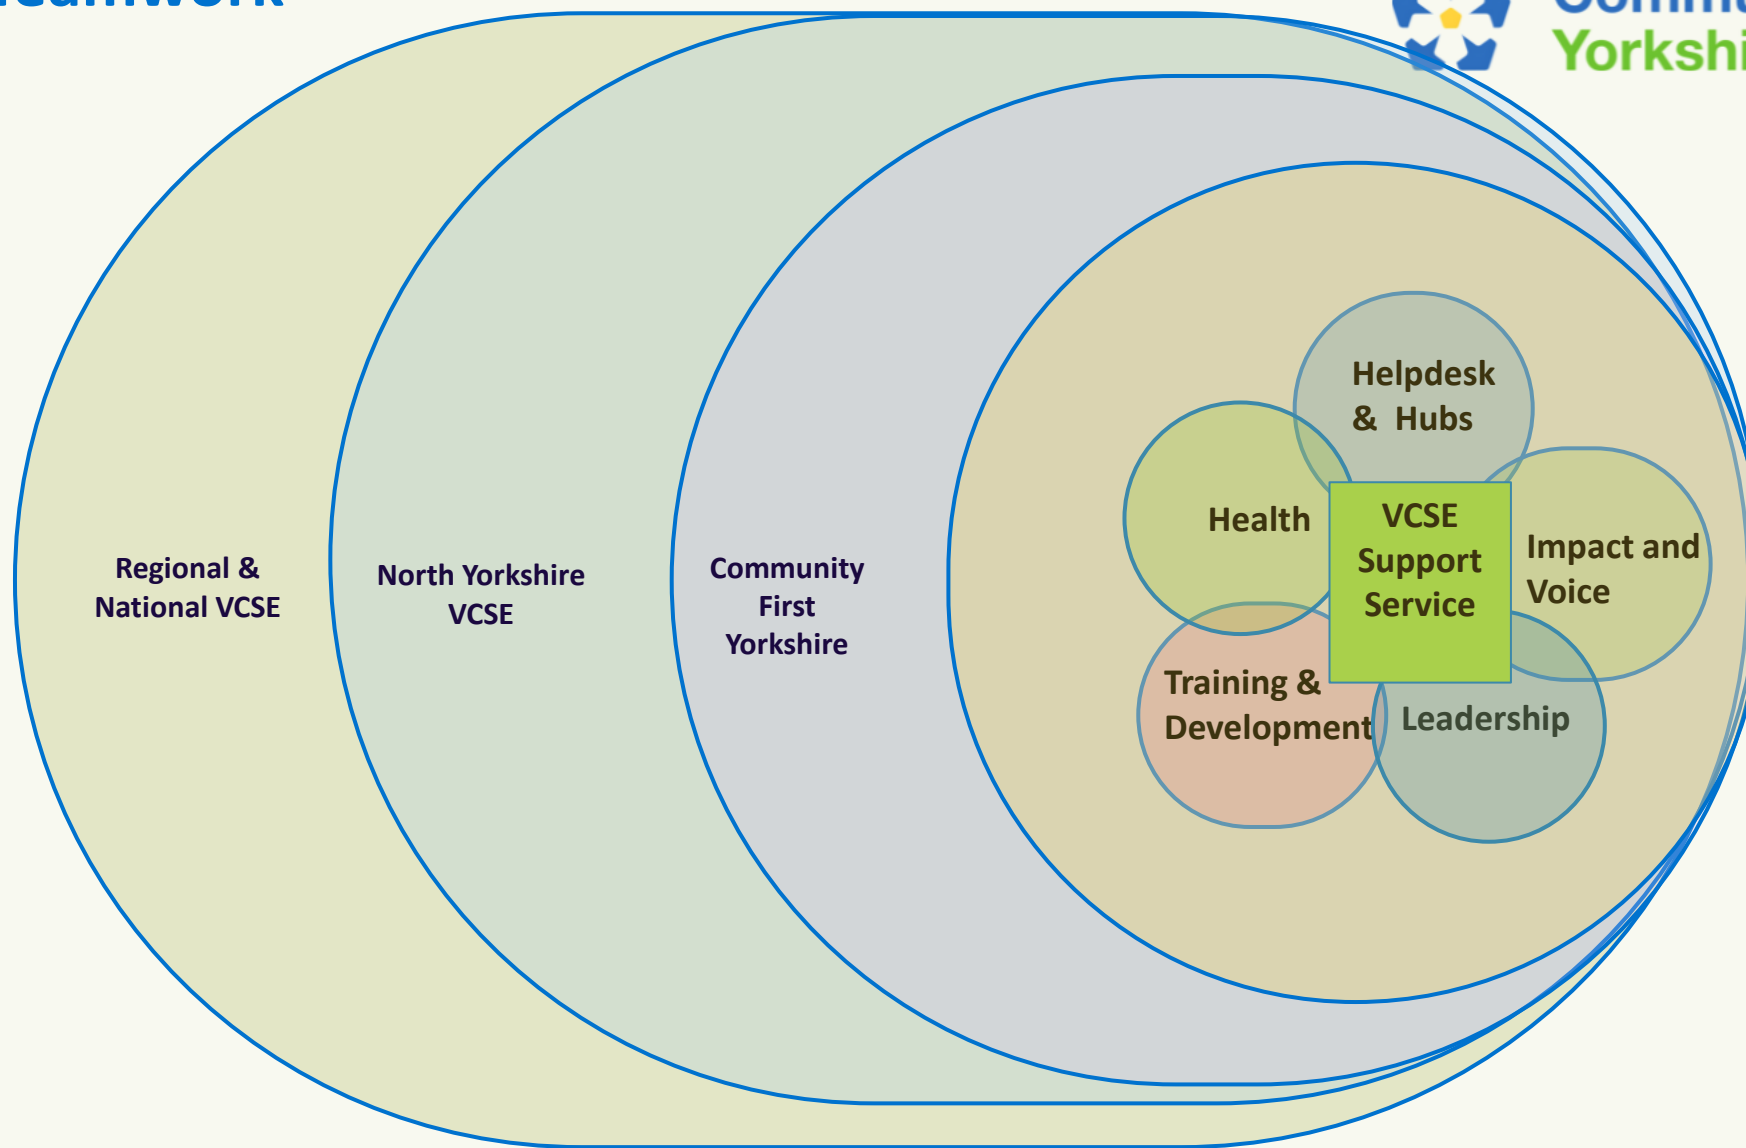 Regional &
National VCSE
North Yorkshire
VCSE
Community
First
Yorkshire
Helpdesk
& Hubs
Health
VCSE
Support
Service
Impact and
Voice
Training &
Development
Leadership